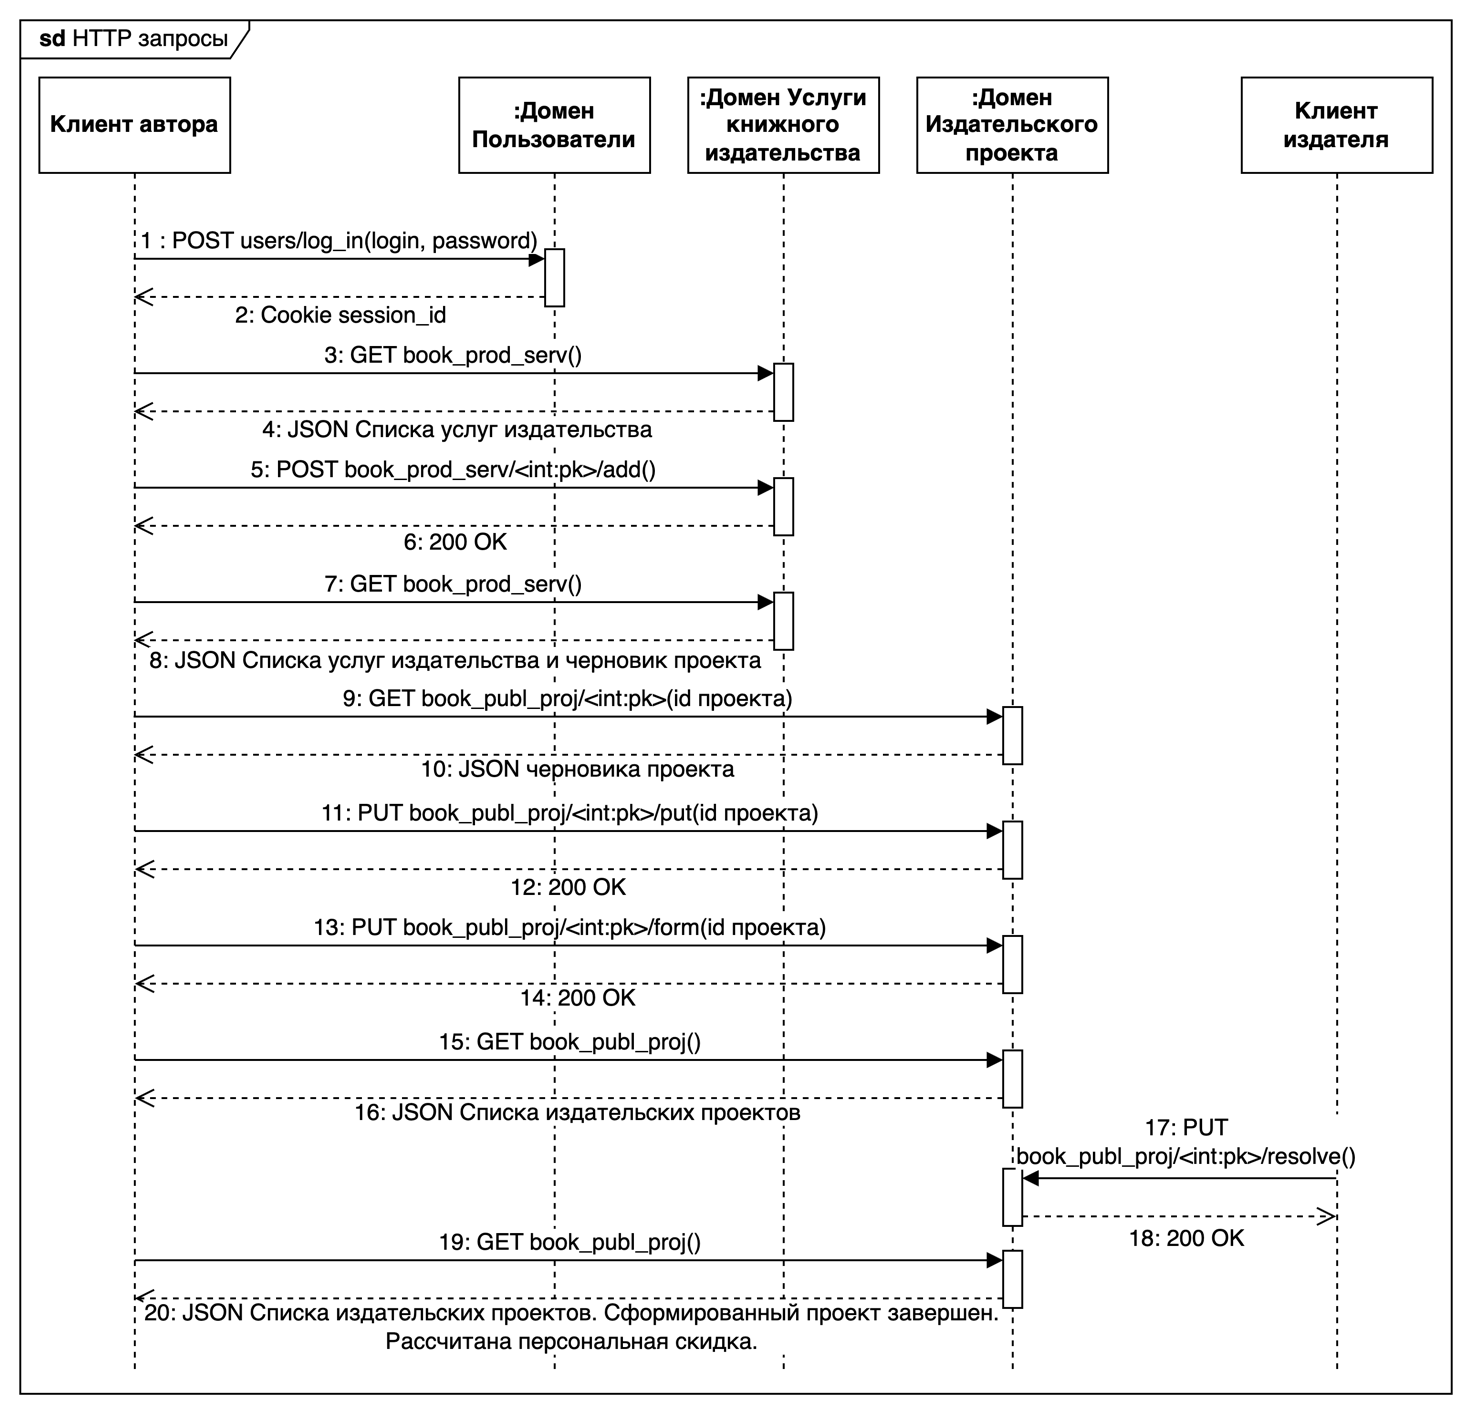 sd HTTP запросы
Клиент автора
:Домен
Пользователи
:Домен Услуги
книжного
издательства
:Домен
Издательского
проекта
Клиент
издателя
1 : POST users/log_in(login, password)
2: Cookie session_id
3: GET book_prod_serv()
4: JSON Списка услуг издательства
5: POST book_prod_serv/<int:pk>/add()
6: 200 OK
7: GET book_prod_serv()
8: JSON Списка услуг издательства и черновик проекта
9: GET book_publ_proj/<int:pk>(id проекта)
10: JSON черновика проекта
11: PUT book_publ_proj/<int:pk>/put(id проекта)
12: 200 OK
13: PUT book_publ_proj/<int:pk>/form(id проекта)
14: 200 OK
15: GET book_publ_proj()
16: JSON Списка издательских проектов
17: PUT
book_publ_proj/<int:pk>/resolve()
18: 200 OK
19: GET book_publ_proj()
20: JSON Списка издательских проектов. Сформированный проект завершен.
Рассчитана персональная скидка.